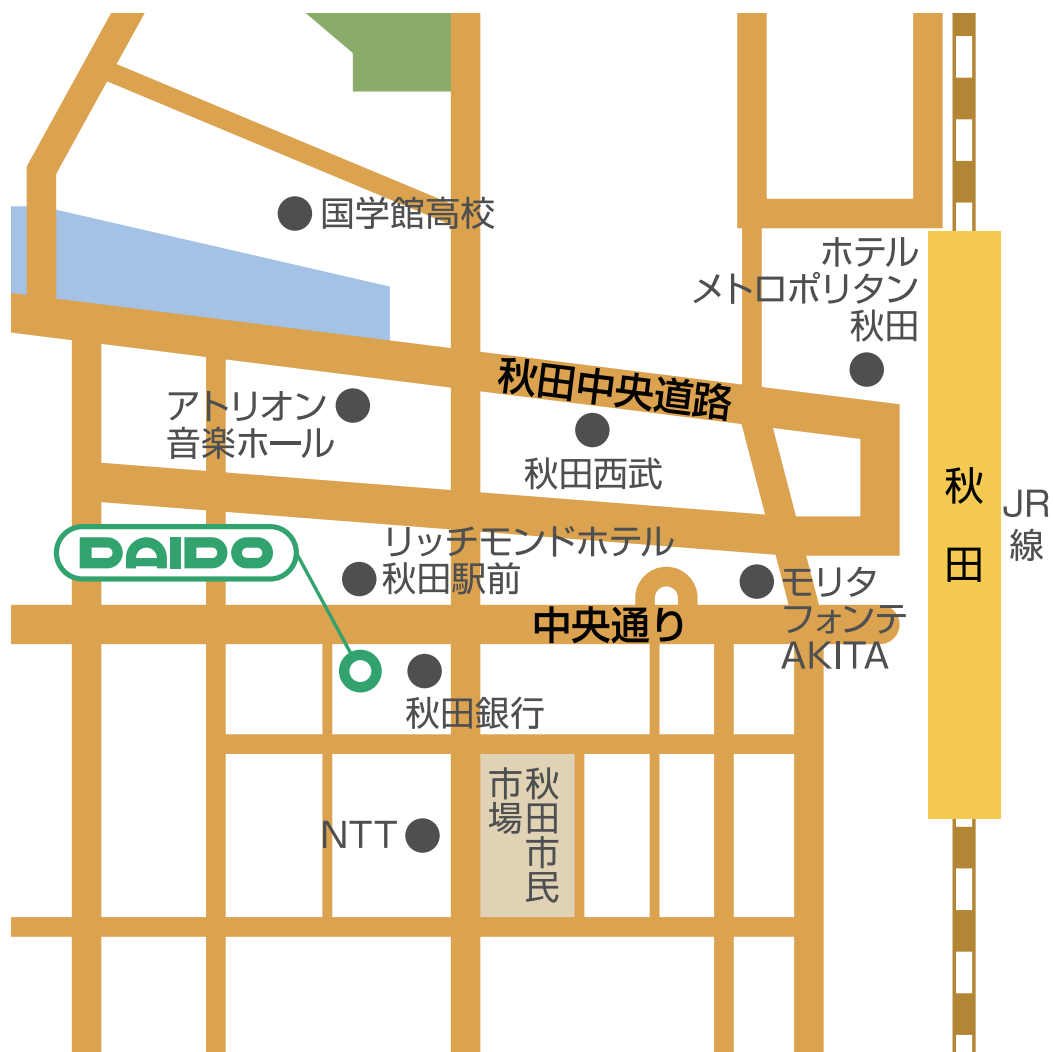 国学館高校
ホテル
メトロポリタン
秋田
秋田中央道路
アトリオン
音楽ホール
秋田西武
秋田
JR
線
DAIDO
リッチモンドホテル
秋田駅前
モリタ
フォンテ
AKITA
中央通り
秋田銀行
秋田市民
市場
NTT